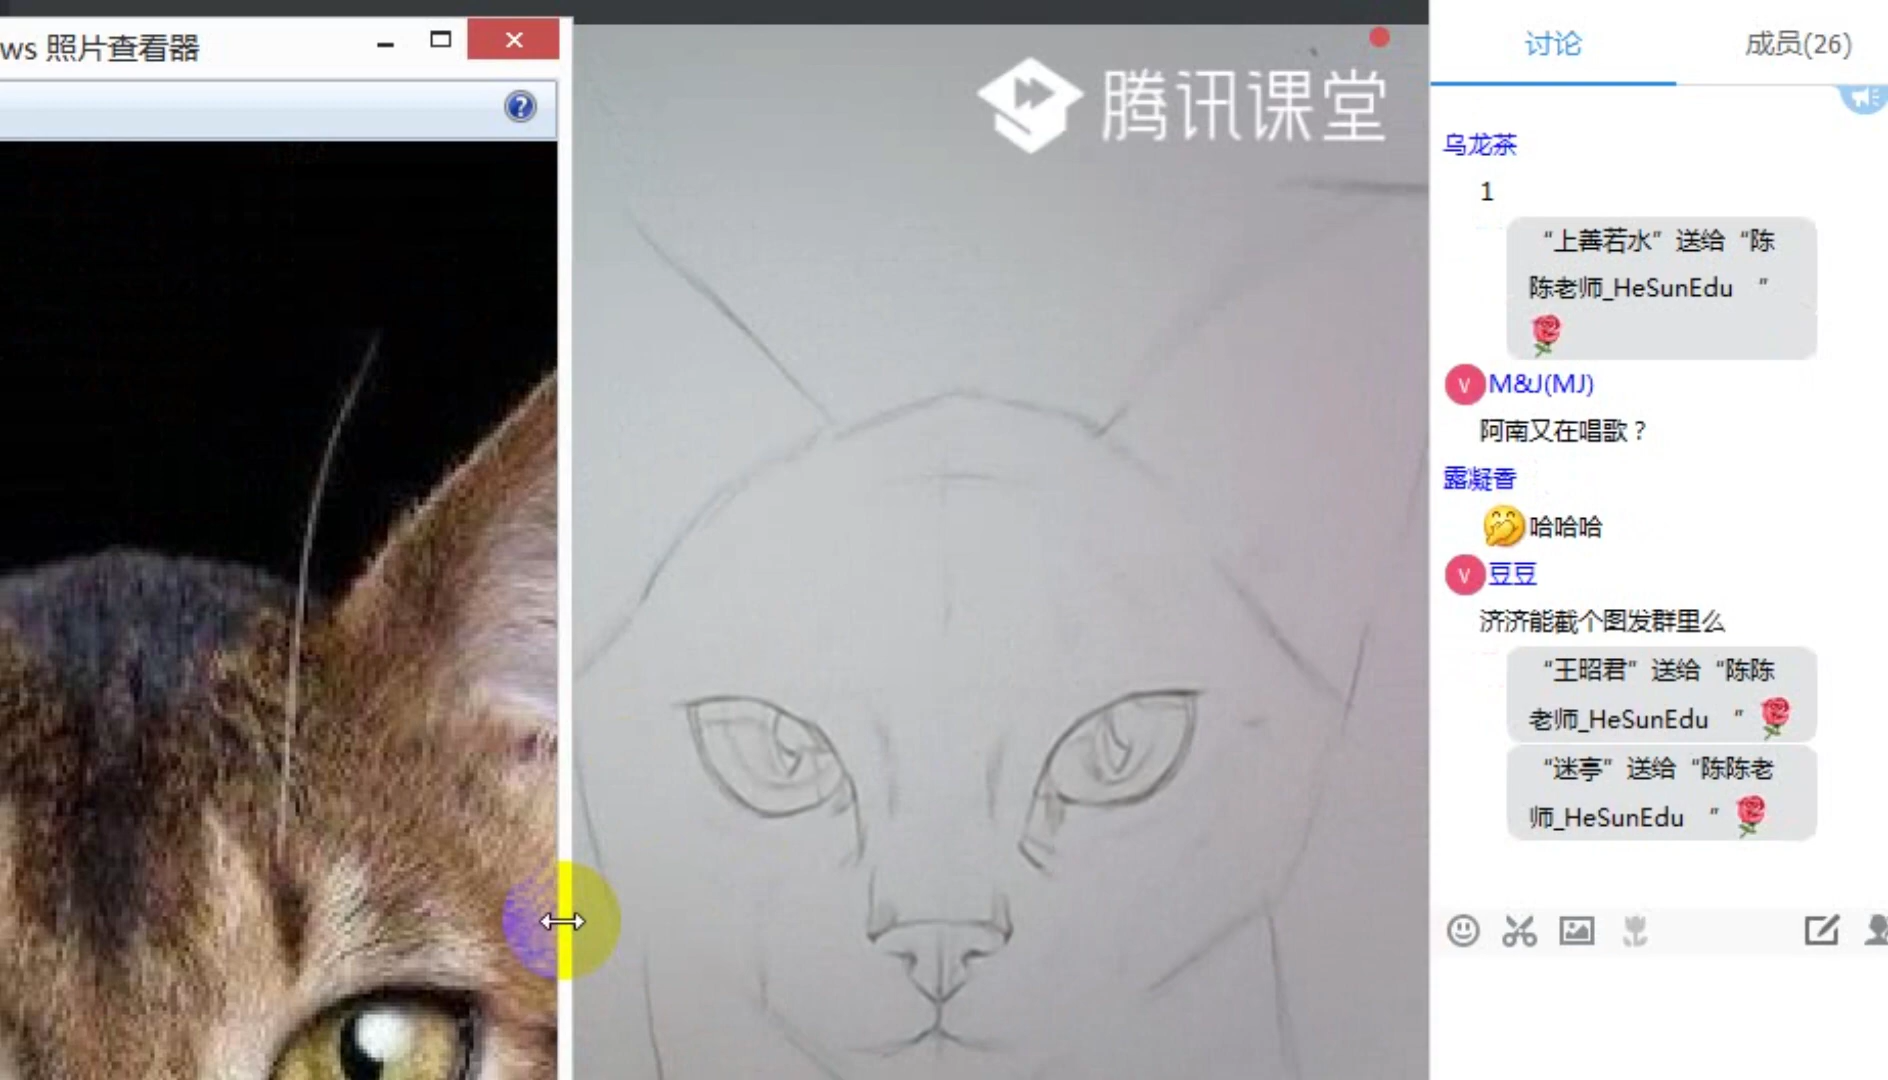 ws 照片查看器
腾讯课堂
讨论
成员(26)
乌龙茶
1
“上善若水”送给“陈
陈老师_HeSunEdu ”
M&J(MJ)
阿南又在唱歌？
露凝香
哈哈哈
豆豆
济济能截个图发群里么
“王昭君”送给“陈陈
老师_HeSunEdu ”
“迷亭”送给“陈陈老
师_HeSunEdu ”